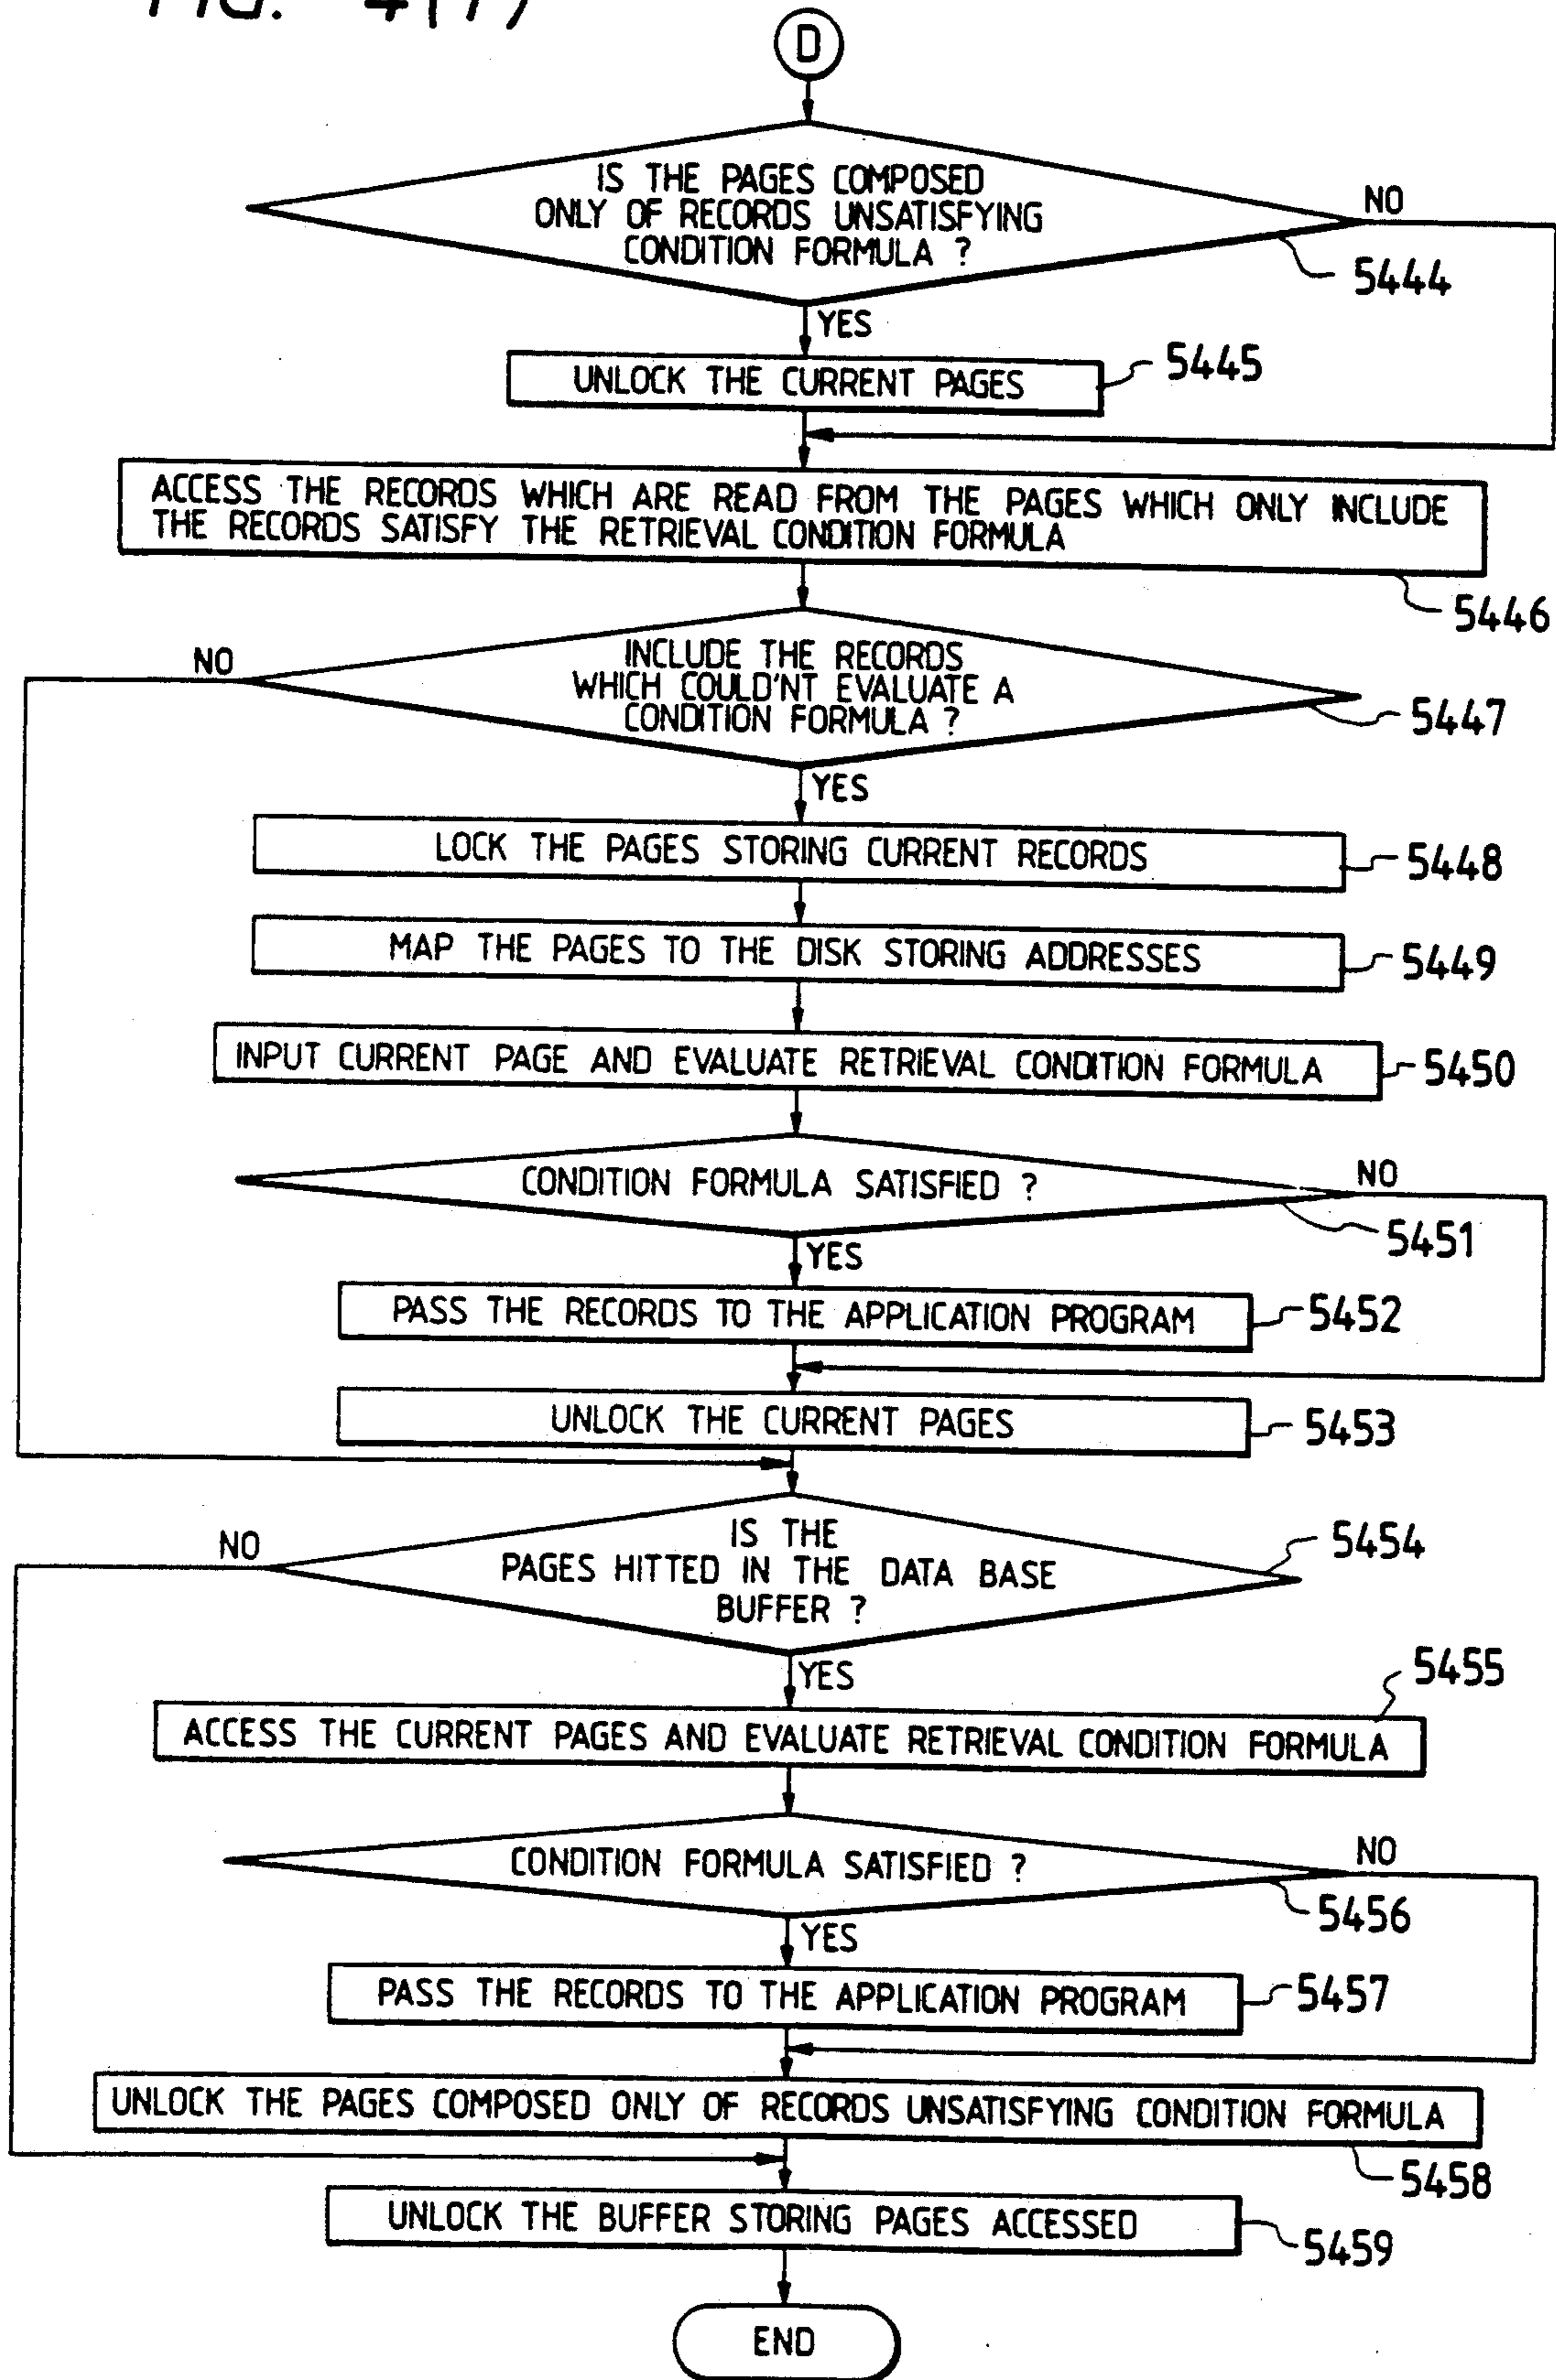 FIG. 4(f)
D
IS THE PAGES COMPOSED
ONLY OF RECORDS UNSATISFYING
CONDITION FORMULA ?
NO
5444
YES
UNLOCK THE CURRENT PAGES
5445
ACCESS THE RECORDS WHICH ARE READ FROM THE PAGES WHICH ONLY INCLUDE
THE RECORDS SATISFY THE RETRIEVAL CONDITION FORMULA
5446
NO
INCLUDE THE RECORDS
WHICH COULD'NT EVALUATE A
CONDITION FORMULA ?
5447
YES
LOCK THE PAGES STORING CURRENT RECORDS
5448
MAP THE PAGES TO THE DISK STORING ADDRESSES
5449
INPUT CURRENT PAGE AND EVALUATE RETRIEVAL CONDITION FORMULA
5450
CONDITION FORMULA SATISFIED ?
NO
5451
YES
PASS THE RECORDS TO THE APPLICATION PROGRAM
5452
UNLOCK THE CURRENT PAGES
5453
NO
IS THE
PAGES HITTED IN THE DATA BASE
BUFFER ?
5454
YES
5455
ACCESS THE CURRENT PAGES AND EVALUATE RETRIEVAL CONDITION FORMULA
CONDITION FORMULA SATISFIED ?
NO
5456
YES
PASS THE RECORDS TO THE APPLICATION PROGRAM
5457
UNLOCK THE PAGES COMPOSED ONLY OF RECORDS UNSATISFYING CONDITION FORMULA
5458
UNLOCK THE BUFFER STORING PAGES ACCESSED
5459
END